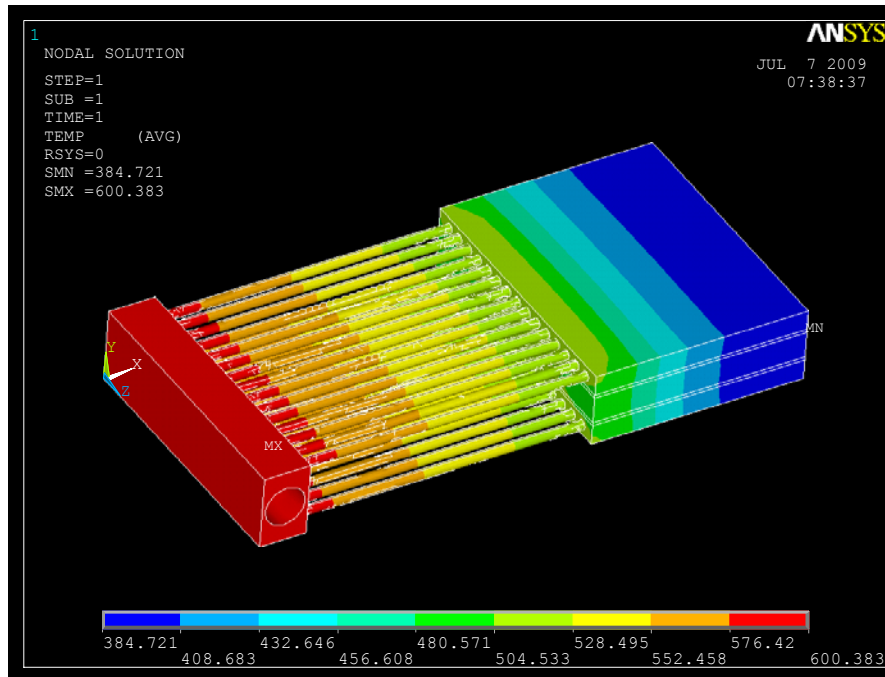 1
ANSYS
NODAL SOLUTION
JUL 7 2009
07:38:37
STEP=1
SUB =1
TIME=1
TEMP (AVG)
RSYS=0
SMN =384.721
SMX =600.383
MN
Y
X
Z
MX
384.721 432.646 480.571 528.495 576.42
408.683 456.608 504.533 552.458 600.383